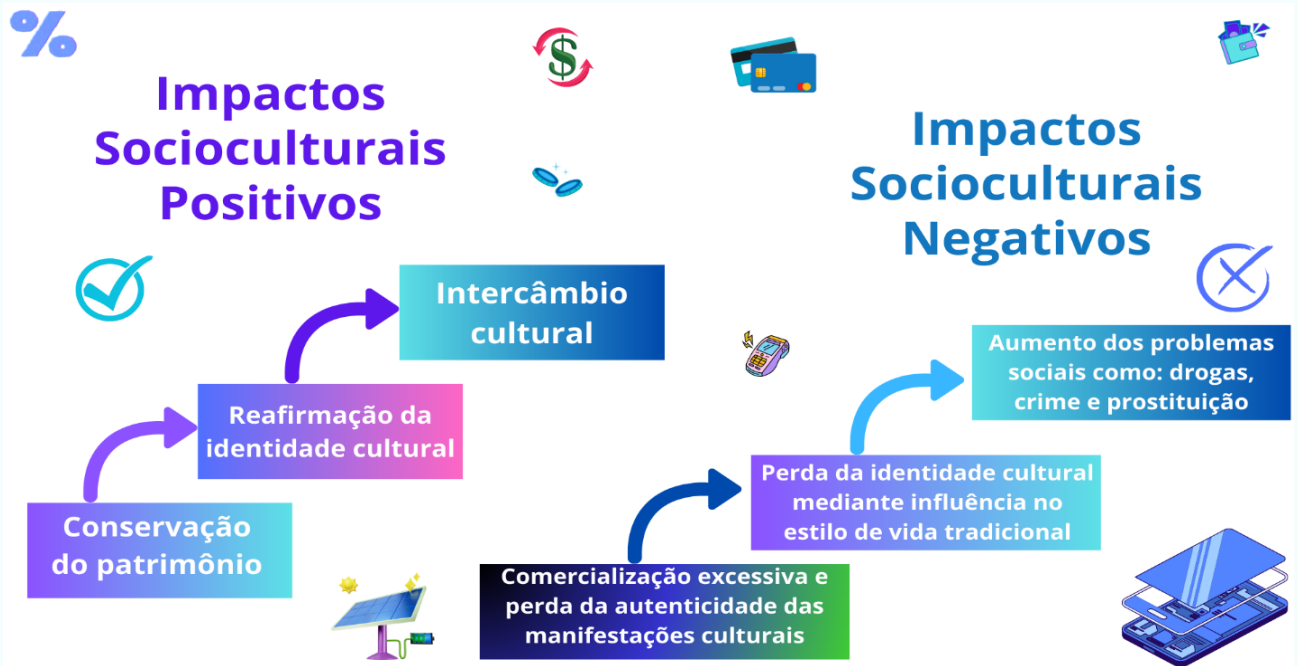 %
Impactos
Socioculturais
Positivos
Intercâmbio
cultural
Reafirmação da
identidade cultural
Conservação
do patrimônio
$
Impactos
Socioculturais
Negativos
Aumento dos problemas
sociais como: drogas,
crime e prostituição
Perda da identidade cultural
mediante influência no
estilo de vida tradicional
Comercialização excessiva e
perda da autenticidade das
manifestações culturais